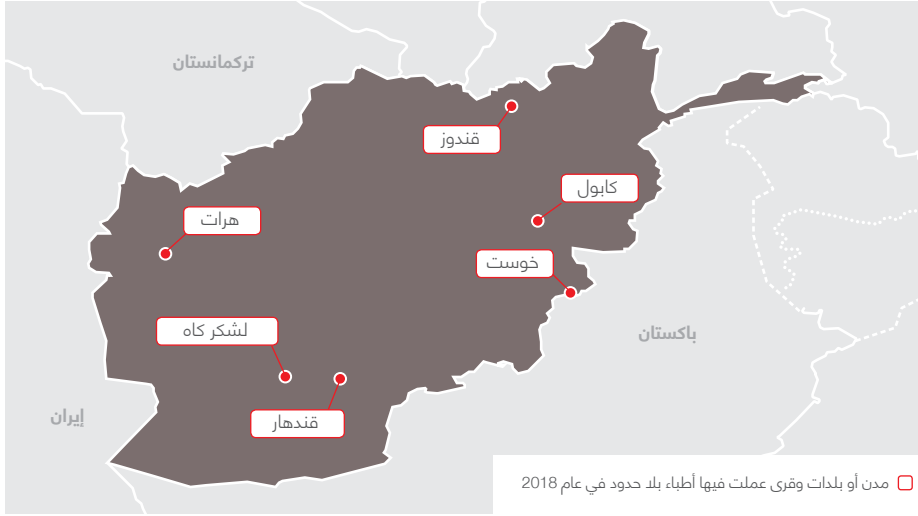 تركمانستان
قندوز
كابول
هرات
خوست
لشكر كاه
باكستان
إيران
قندهار
مدن أو بلدات وقرى عملت فيها أطباء بلا حدود في عام 2018